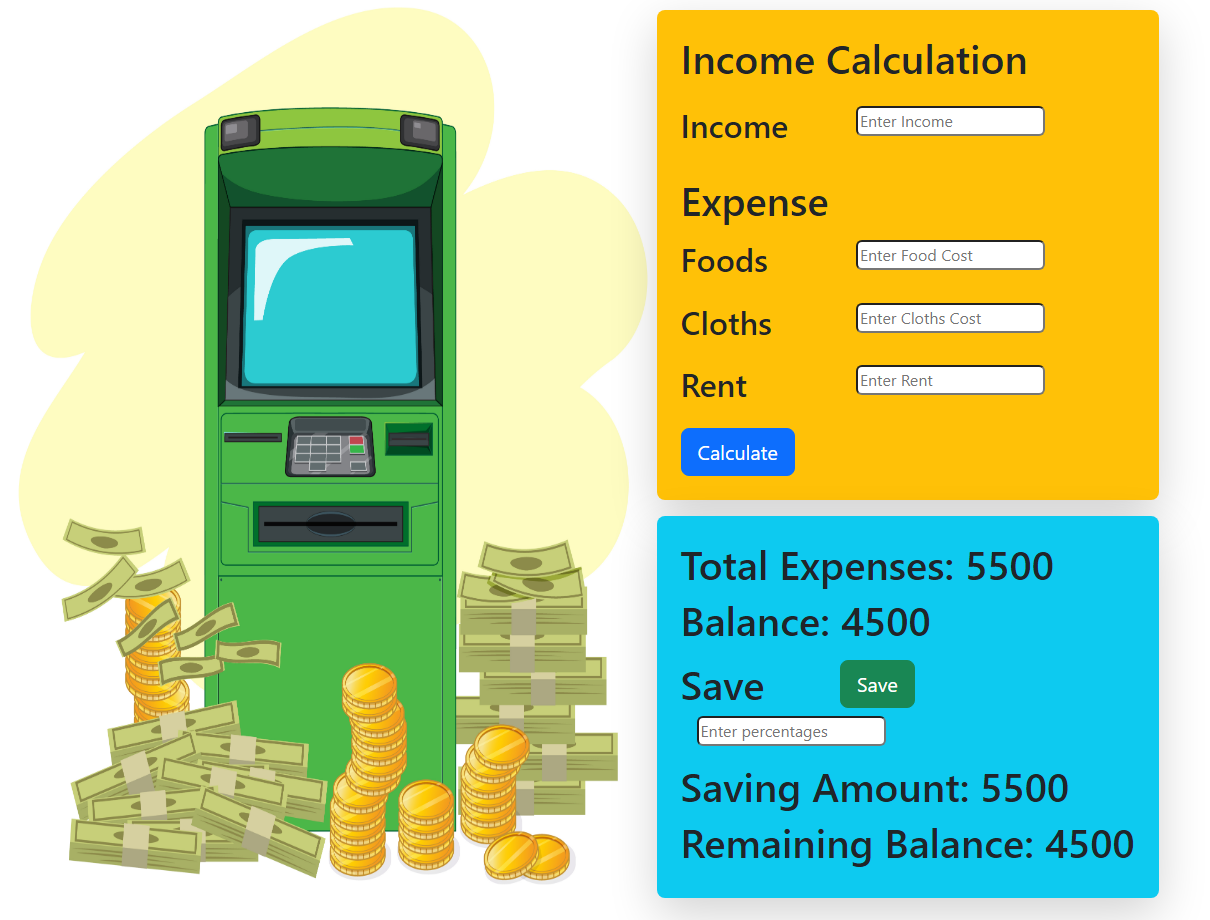 Income Calculation
Income
Enter Income
Expense
Foods
Enter Food Cost
Cloths
Enter Cloths Cost
Rent
Enter Rent
Calculate
Total Expenses: 5500
Balance: 4500
Save
Save
Enter percentages
Saving Amount: 5500
Remaining Balance: 4500